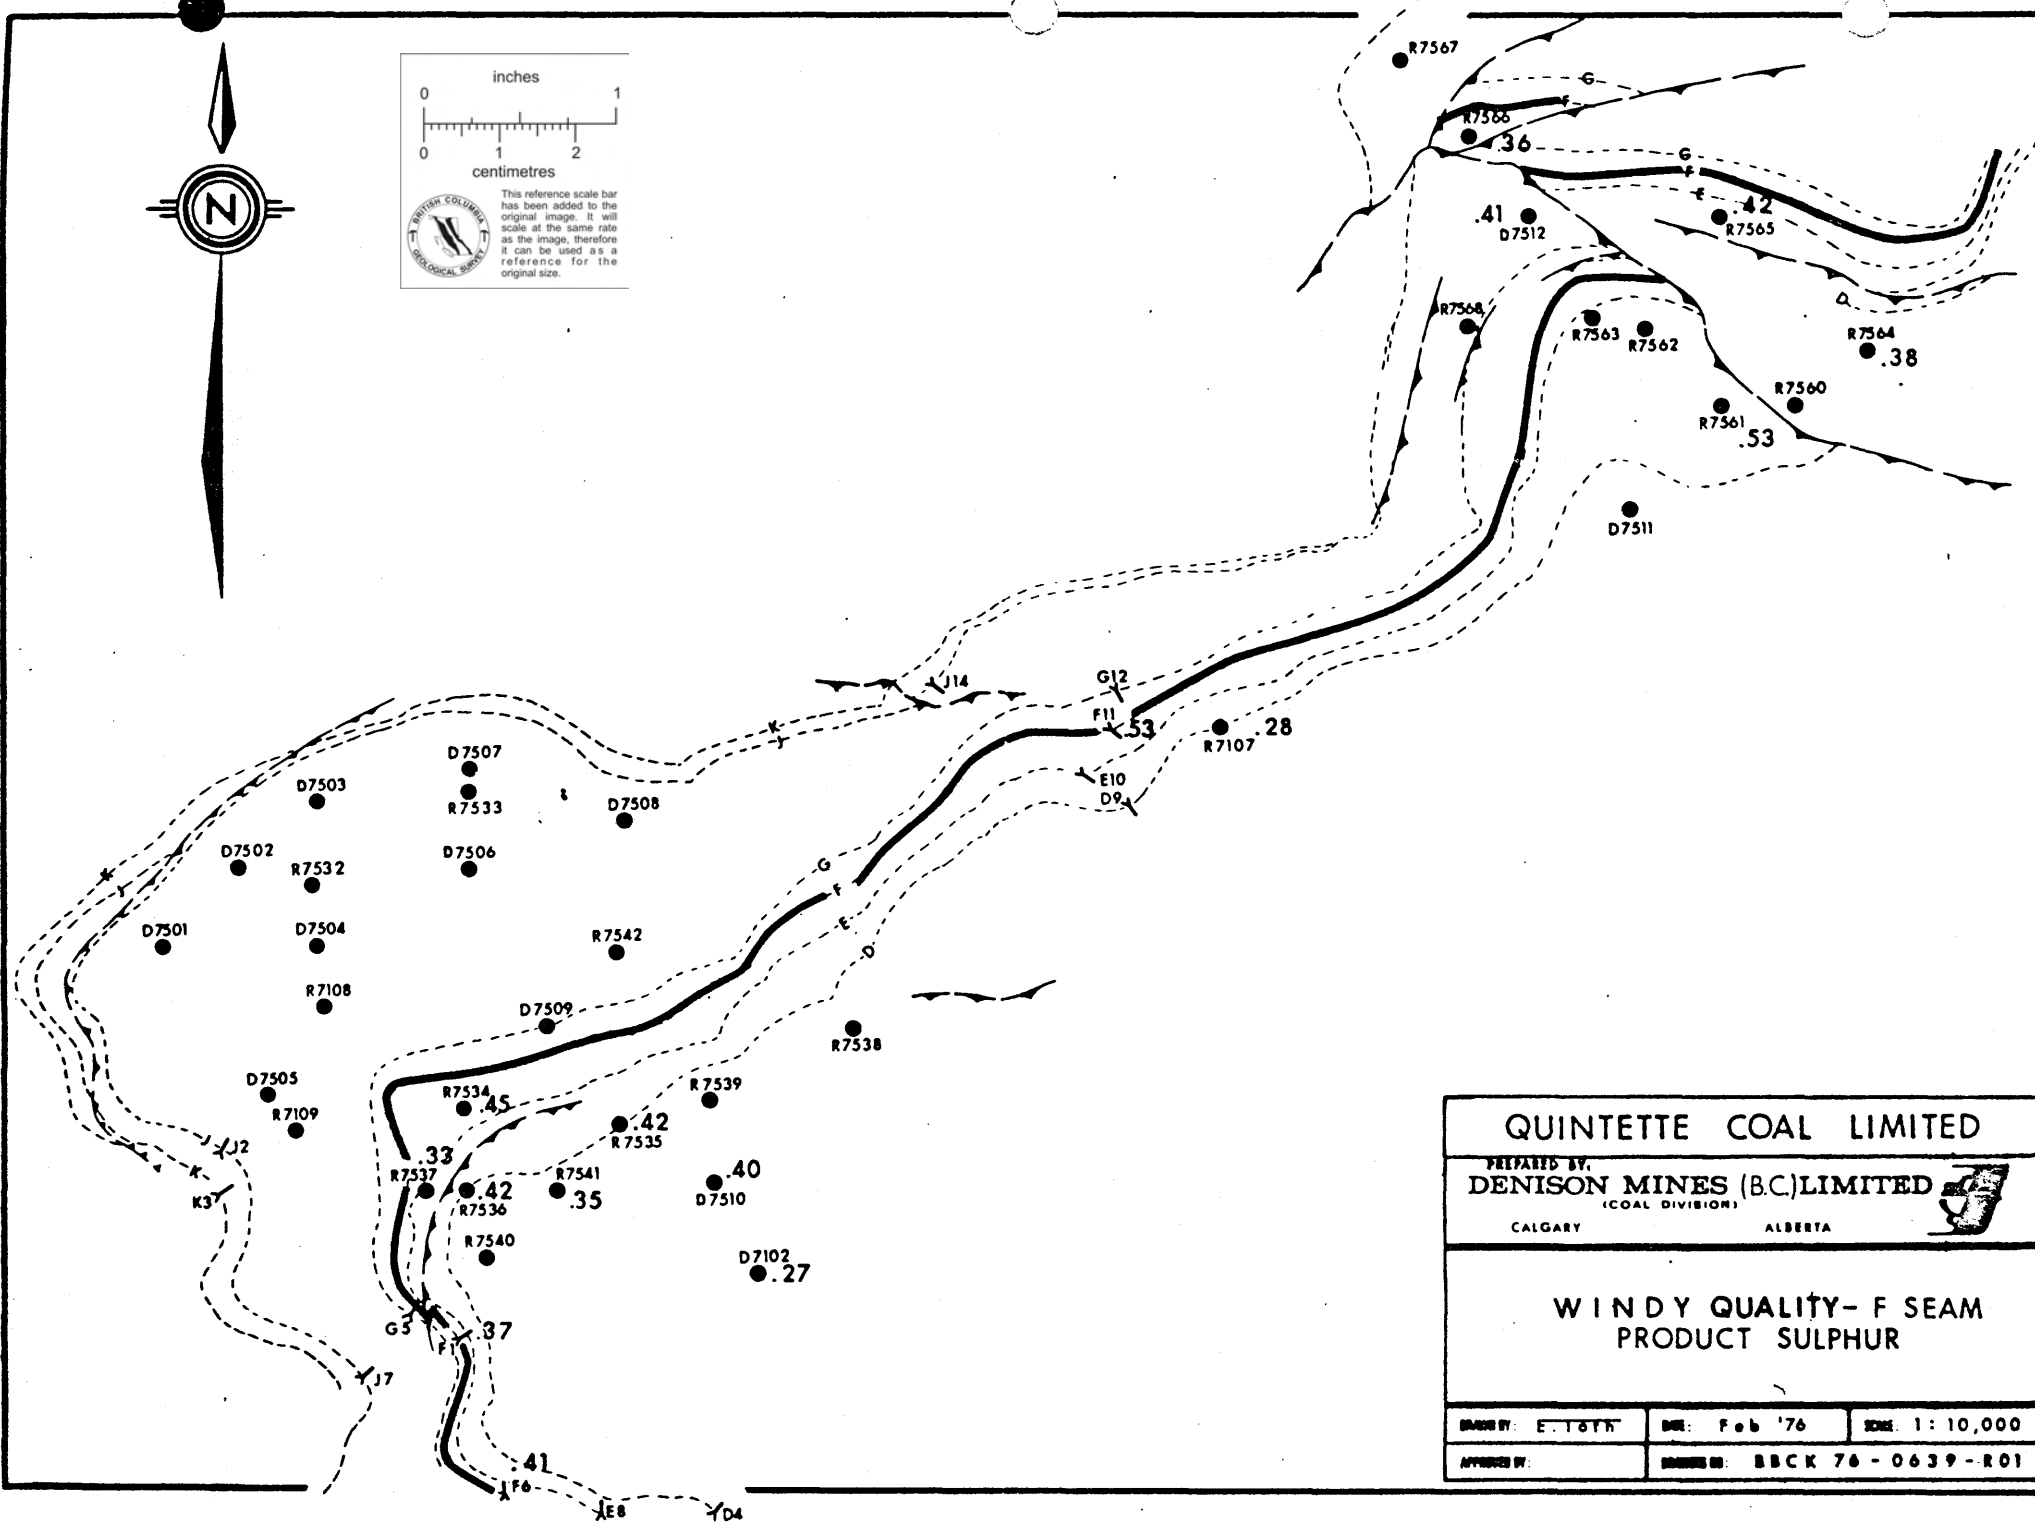 inches
0 1
0 1 2
centimetres
This reference scale bar
has been added to the
original image. It will
scale at the same rate
as the image, therefore
it can be used as a
reference for the
original size.
BRITISH COLUMBIA
GEOLOGICAL SURVEY
N
R7567
G
F
R7566
.36
G
F
E
.41
D7512
.42
R7565
D
R7568
R7563
R7562
R7564
.38
R7560
R7561
.53
D7511
J14
G12
F11
.53
R7107
.28
K
J
E10
D9
D7507
D7503
R7533
D7508
D7502
R7532
D7506
G
F
K
J
E
D7501
D7504
R7542
D
R7108
D7509
R7538
D7505
R7534
.45
R7539
R7109
.42
R7535
J
J2
.33
R7537
R7541
.40
K
K3
.42
R7536
.35
D7510
R7540
D7102
.27
G5
.37
F1
J7
.41
F6
E8
D4
QUINTETTE COAL LIMITED
PREPARED BY:
DENISON MINES (B.C.) LIMITED
(COAL DIVISION)
CALGARY ALBERTA
WINDY QUALITY- F SEAM
PRODUCT SULPHUR
DRAWN BY: E. Toth DATE: Feb '76 SCALE: 1:10,000
APPROVED BY: BBCK 76-0639-R01